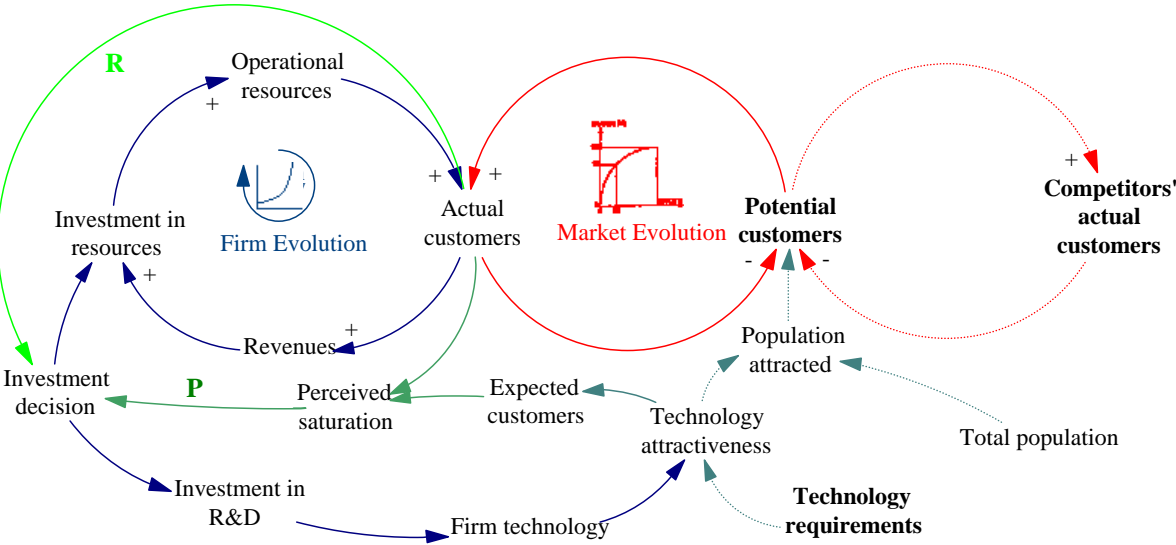 R
Operational
resources
+
+
+
+
Competitors'
actual
customers
Investment in
resources
Firm Evolution
Actual
customers
Market Evolution
Potential
customers
-
-
+
+
Revenues
Population
attracted
Investment
decision
P
Perceived
saturation
Expected
customers
Technology
attractiveness
Total population
Investment in
R&D
Firm technology
Technology
requirements